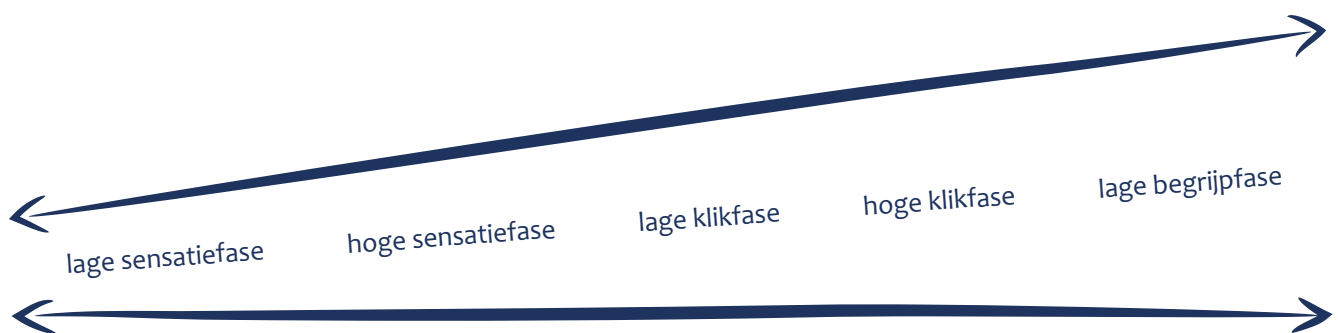 lage sensatiefase
hoge sensatiefase
lage klikfase
hoge klikfase
lage begrijpfase